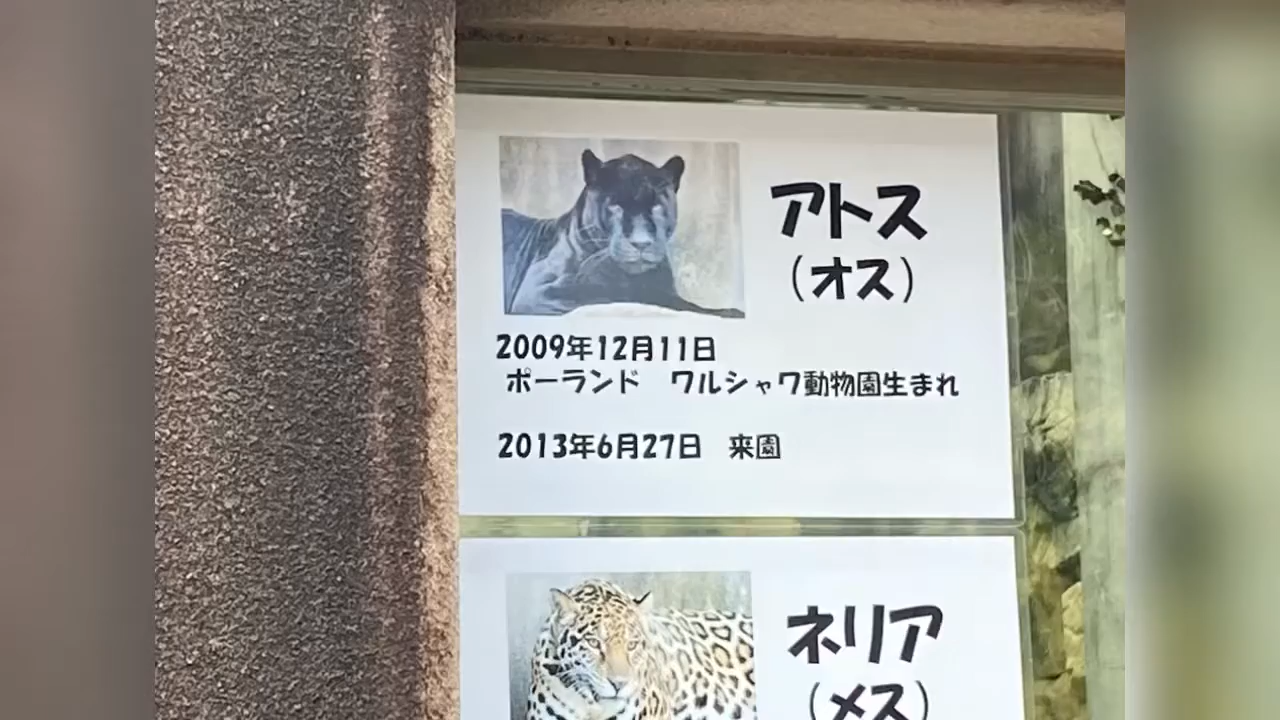 アトス
(オス)
2009年12月11日
ポーランド ワルシャワ動物園生まれ
2013年6月27日 来園
ネリア
(メス)